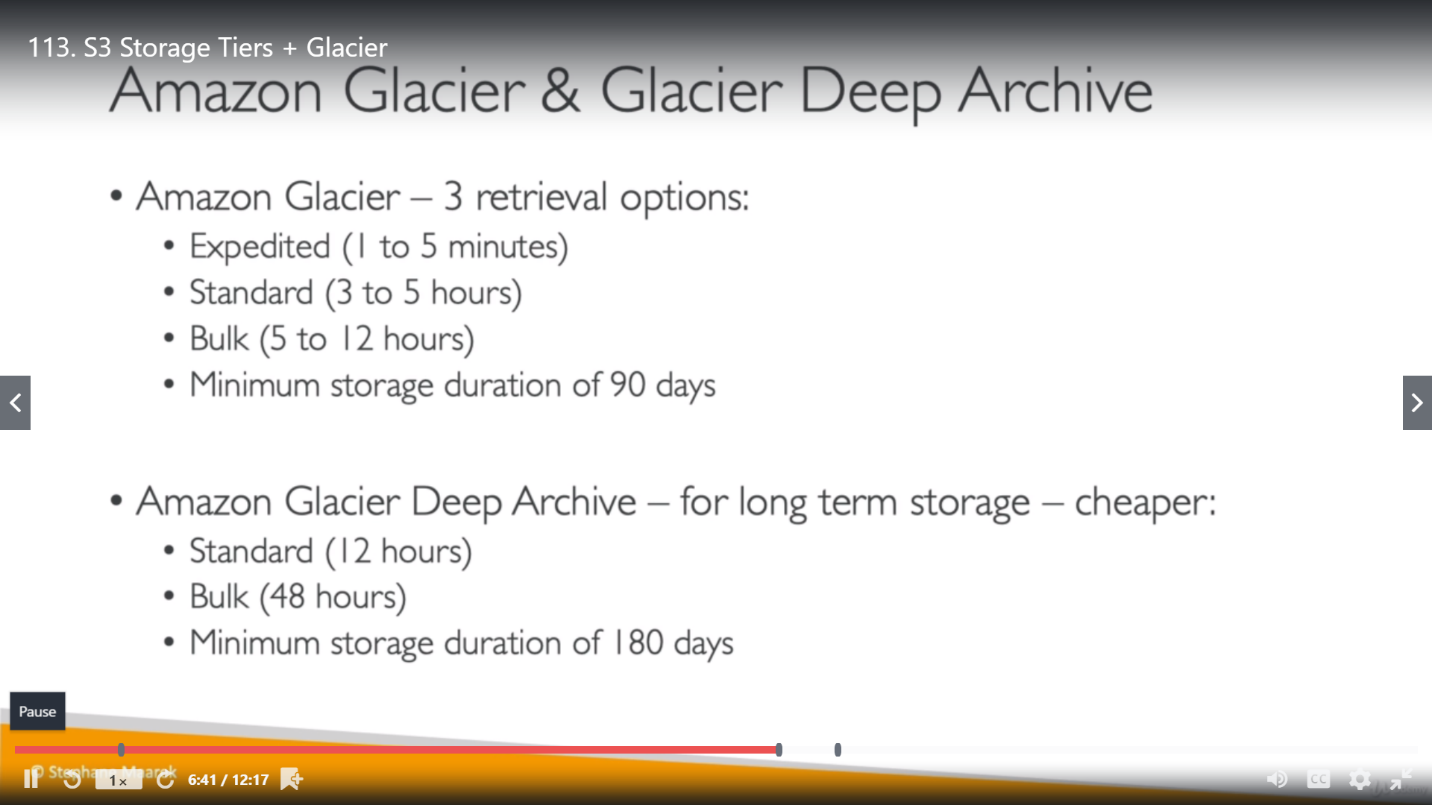 113. S3 Storage Tiers + Glacier
Amazon Glacier & Glacier Deep Archive
• Amazon Glacier – 3 retrieval options:
• Expedited (1 to 5 minutes)
• Standard (3 to 5 hours)
• Bulk (5 to 12 hours)
• Minimum storage duration of 90 days
• Amazon Glacier Deep Archive – for long term storage – cheaper:
• Standard (12 hours)
• Bulk (48 hours)
• Minimum storage duration of 180 days
Pause
© Stephane Maarek
1x
6:41 / 12:17
CC